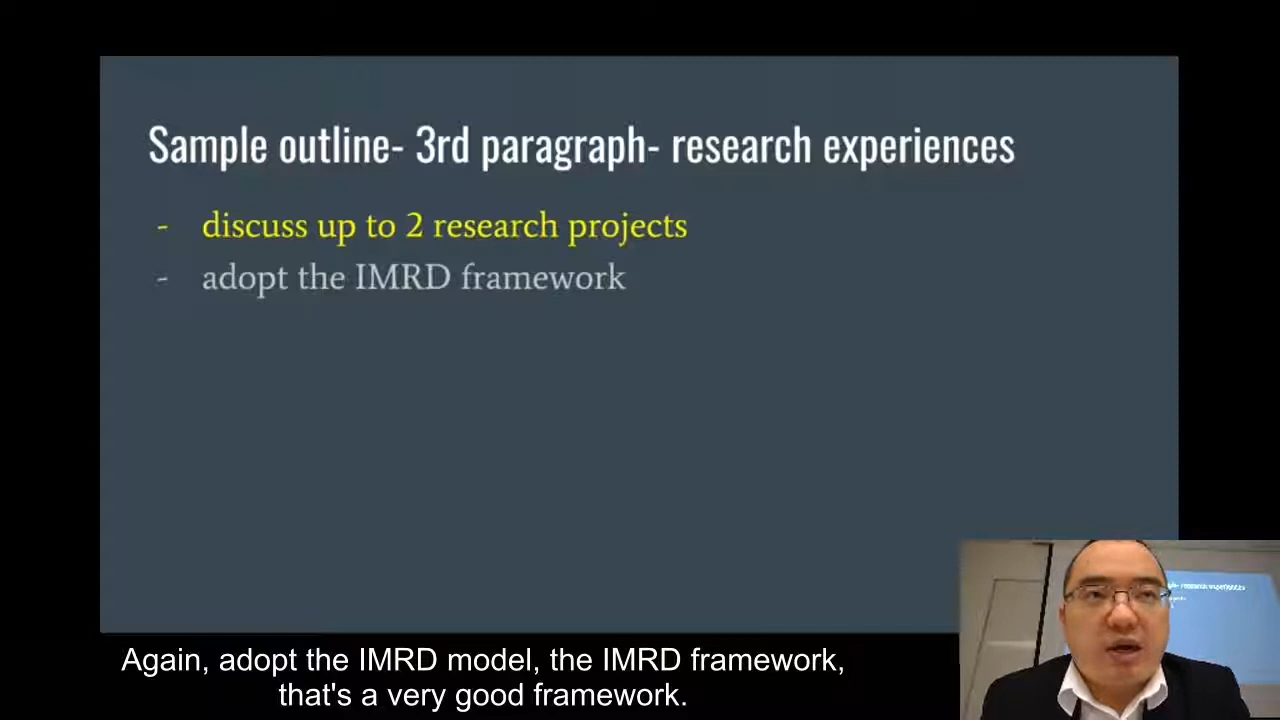 Sample outline- 3rd paragraph- research experiences
- discuss up to 2 research projects
- adopt the IMRD framework
Again, adopt the IMRD model, the IMRD framework,
that's a very good framework.